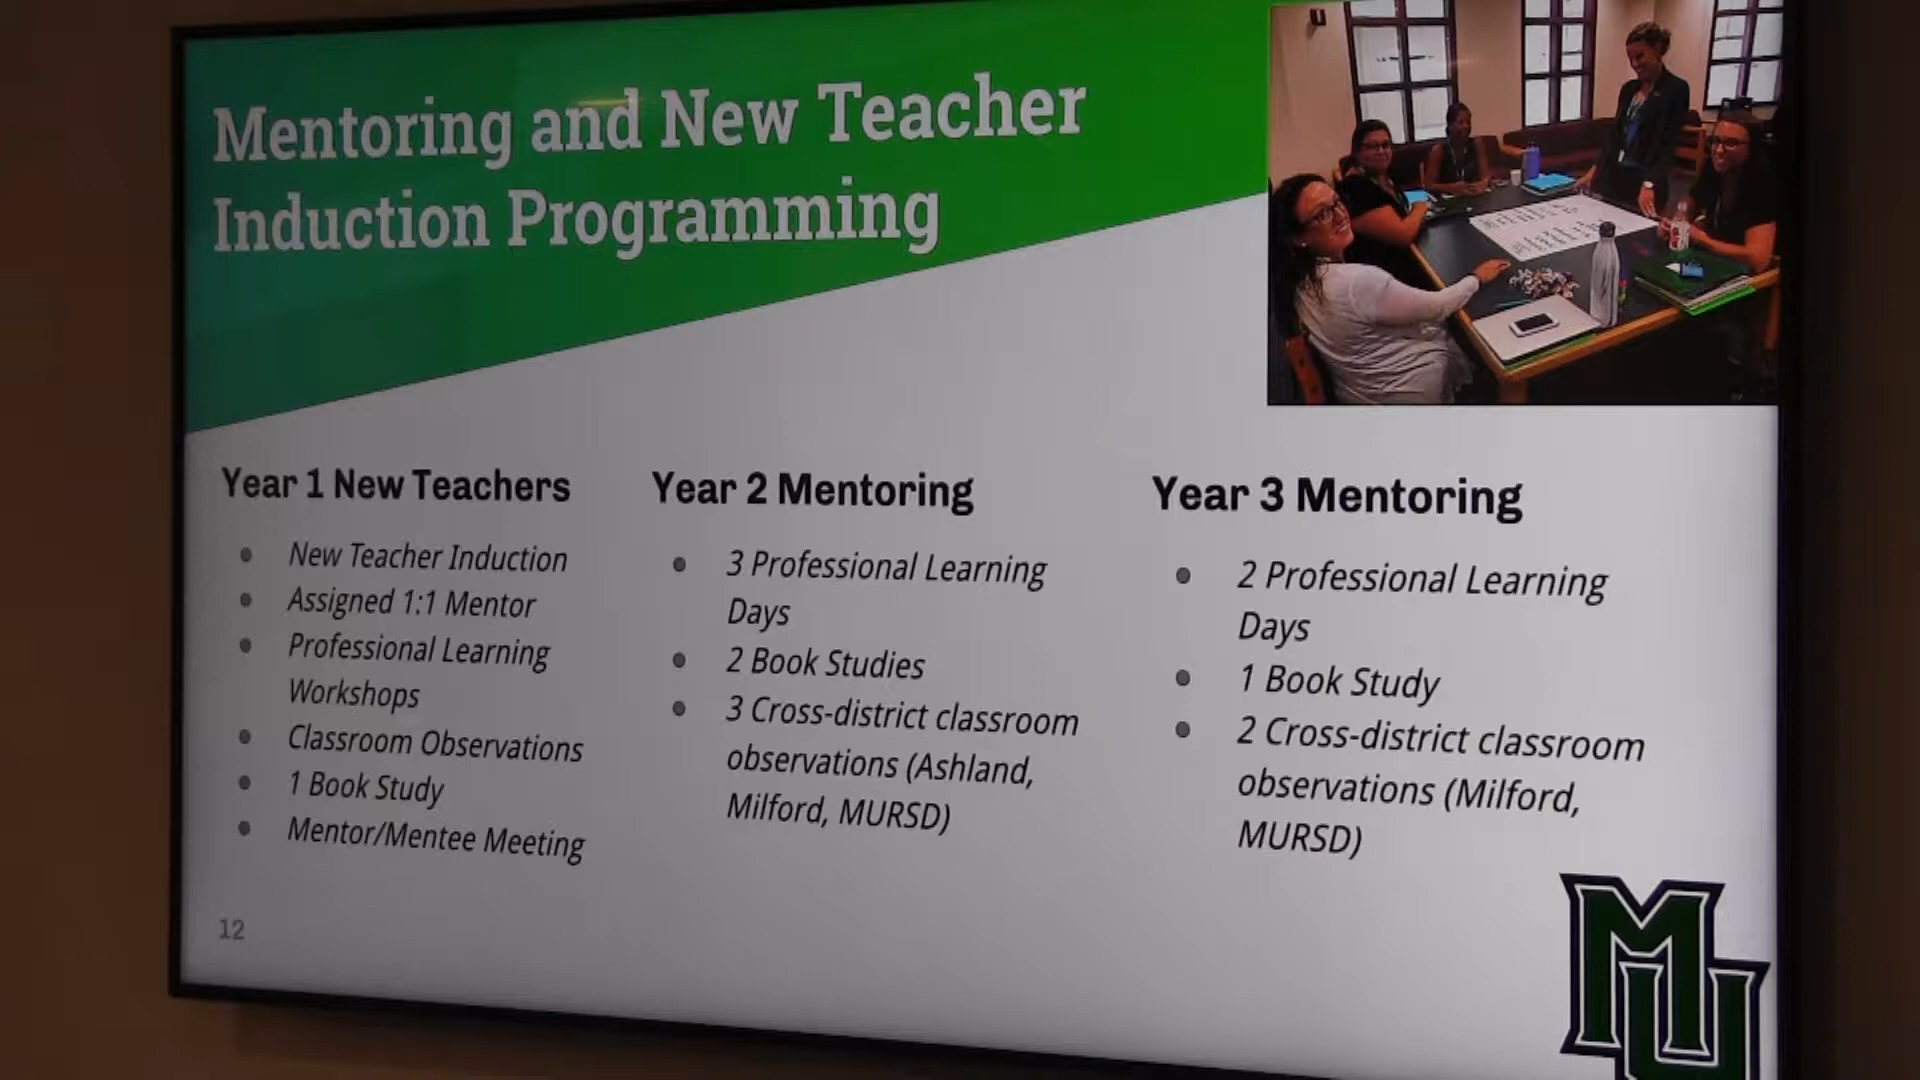 Mentoring and New Teacher
Induction Programming
Year 1 New Teachers
New Teacher Induction
Assigned 1:1 Mentor
Professional Learning
Workshops
Classroom Observations
1 Book Study
Mentor/Mentee Meeting
Year 2 Mentoring
3 Professional Learning
Days
2 Book Studies
3 Cross-district classroom
observations (Ashland,
Milford, MURSD)
Year 3 Mentoring
2 Professional Learning
Days
1 Book Study
2 Cross-district classroom
observations (Milford,
MURSD)
12
MU